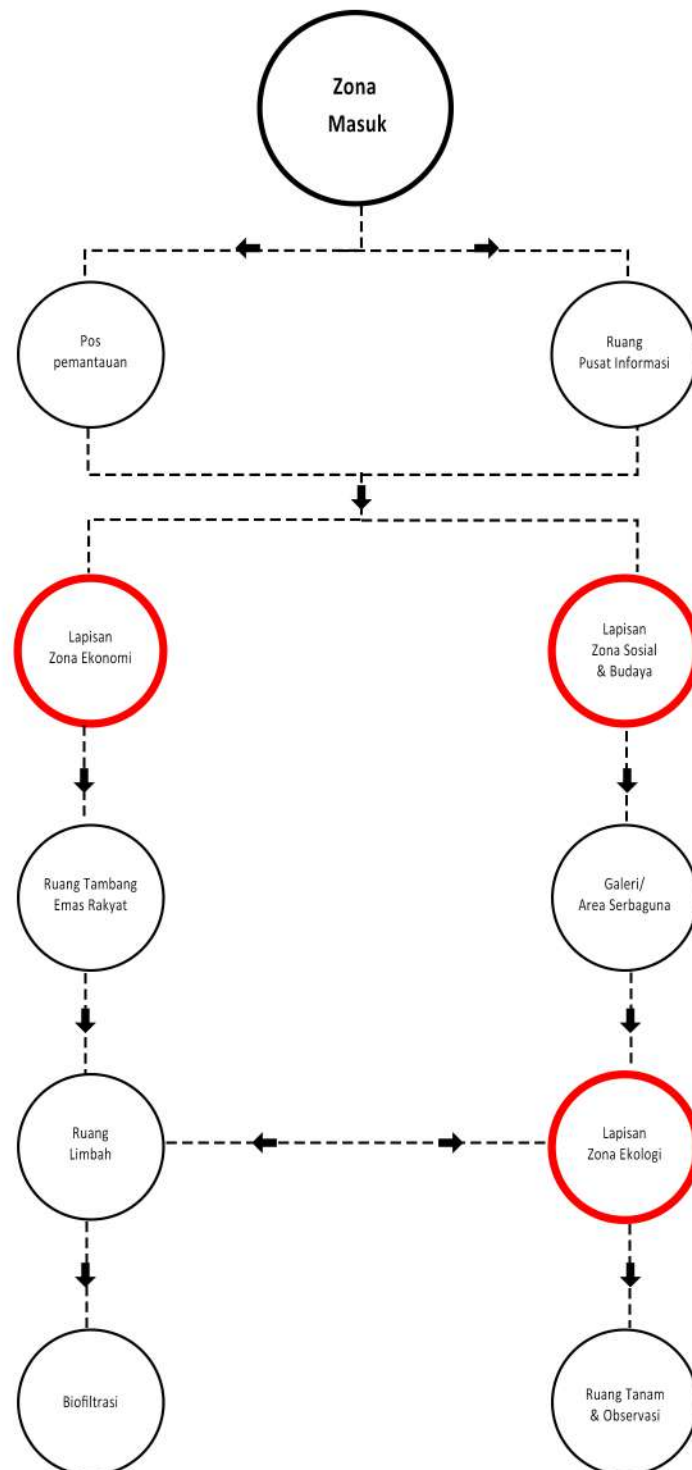 Zona
Masuk
Pos
pemantauan
Ruang
Pusat Informasi
Lapisan
Zona Ekonomi
Lapisan
Zona Sosial
& Budaya
Ruang Tambang
Emas Rakyat
Galeri/
Area Serbaguna
Ruang
Limbah
Lapisan
Zona Ekologi
Biofiltrasi
Ruang Tanam
& Observasi